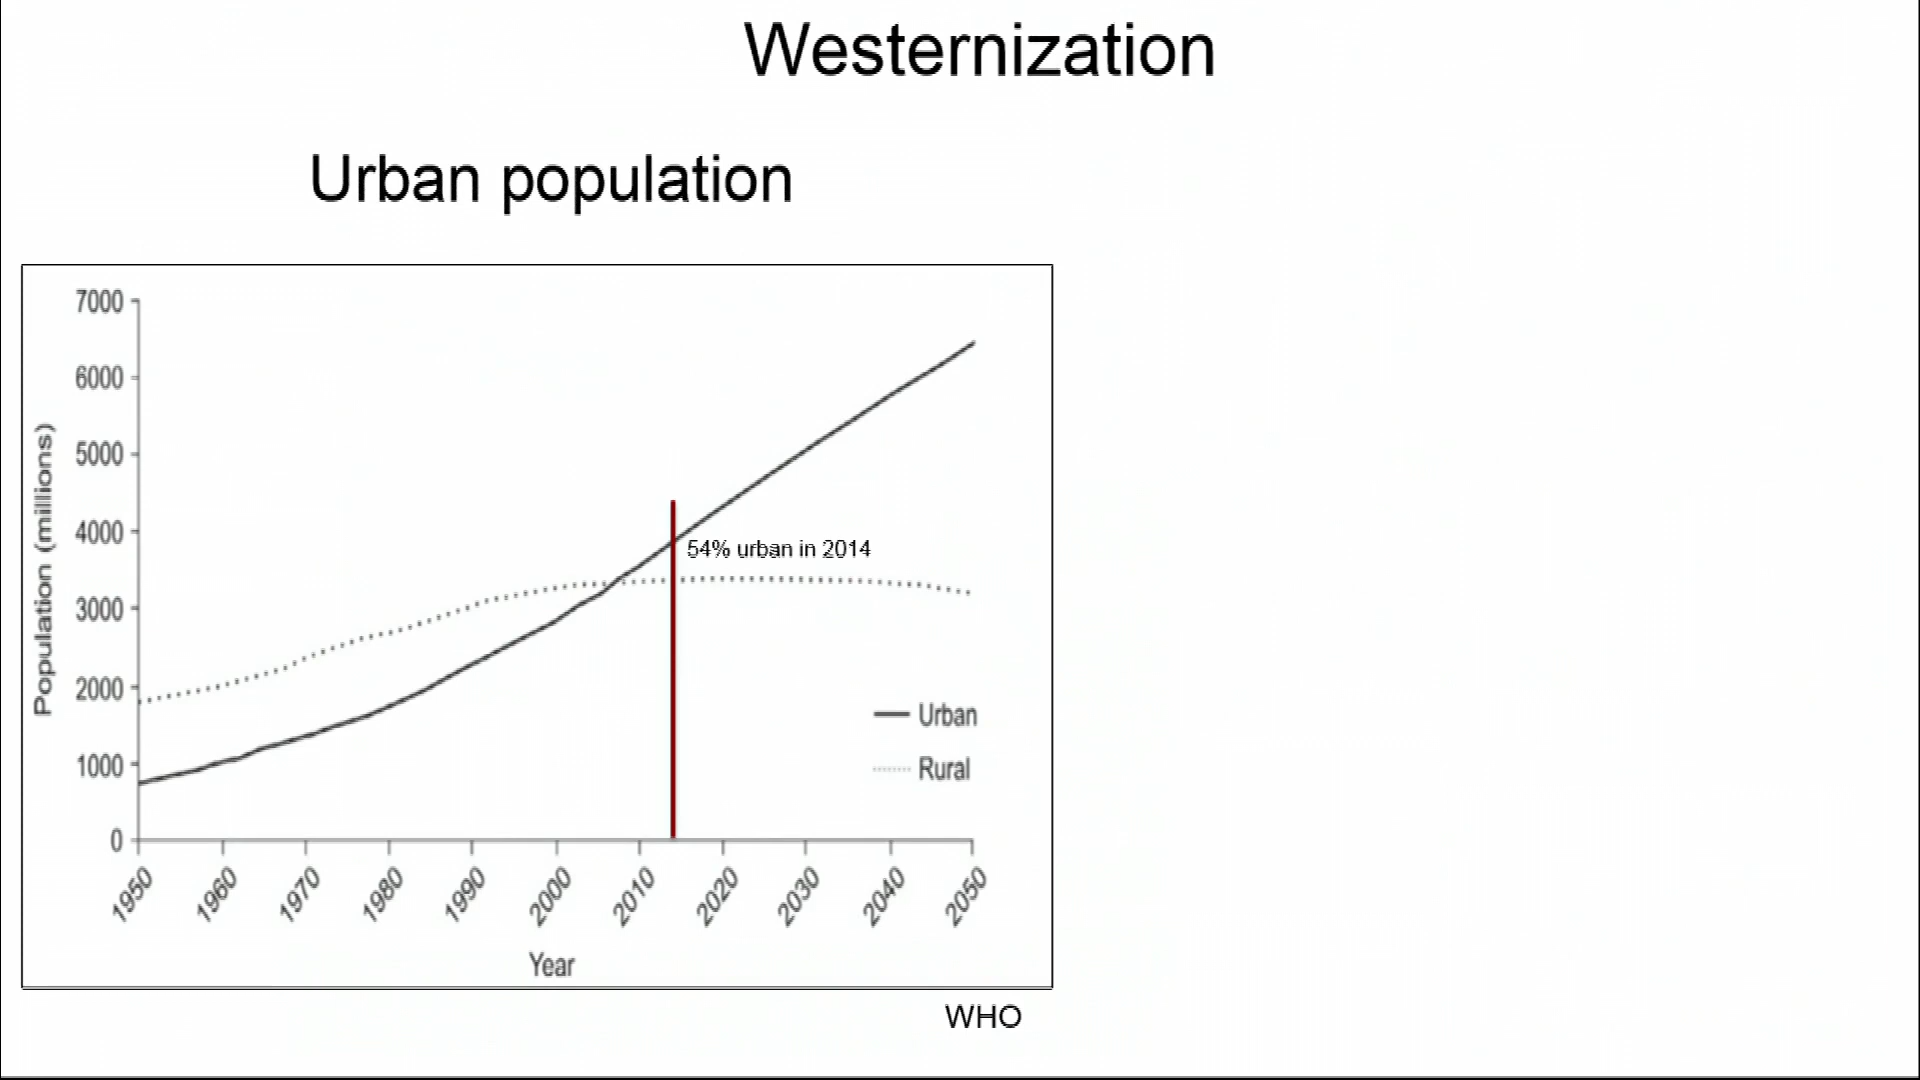 Westernization
Urban population
7000
6000
5000
4000
3000
2000
1000
0
Population (millions)
54% urban in 2014
Urban
Rural
1950
1960
1970
1980
1990
2000
2010
2020
2030
2040
2050
Year
WHO